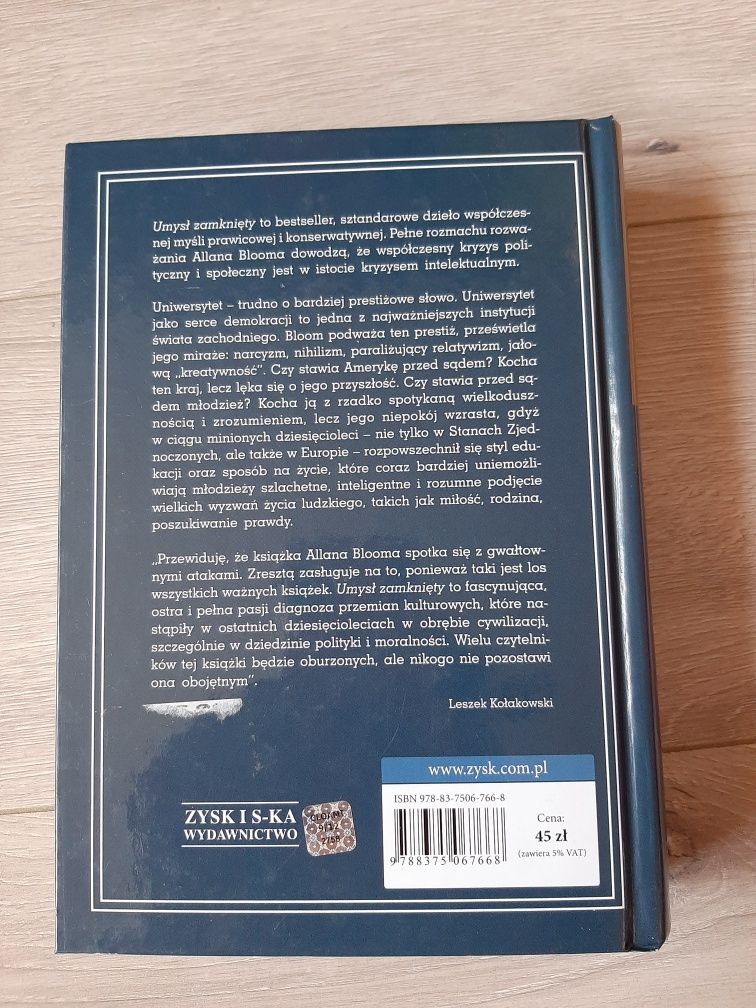 Umysł zamknięty to bestseller, sztandarowe dzieło współczes-
nej myśli prawicowej i konserwatywnej. Pełne rozmachu rozwa-
żania Allana Blooma dowodzą, że współczesny kryzys poli-
tyczny i społeczny jest w istocie kryzysem intelektualnym.
Uniwersytet – trudno o bardziej prestiżowe słowo. Uniwersytet
jako serce demokracji to jedna z najważniejszych instytucji
świata zachodniego. Bloom podważa ten prestiż, prześwietla
jego miraże: narcyzm, nihilizm, paraliżujący relatywizm, jało-
wą „kreatywność”. Czy stawia Amerykę przed sądem? Kocha
ten kraj, lecz lęka się o jego przyszłość. Czy stawia przed są-
dem młodzież? Kocha ją z rzadko spotykaną wielkodusz-
nością i zrozumieniem, lecz jego niepokój wzrasta, gdyż
w ciągu minionych dziesięcioleci – nie tylko w Stanach Zjed-
noczonych, ale także w Europie – rozpowszechnił się styl edu-
kacji oraz sposób na życie, które coraz bardziej uniemożli-
wiają młodzieży szlachetne, inteligentne i rozumne podjęcie
wielkich wyzwań życia ludzkiego, takich jak miłość, rodzina,
poszukiwanie prawdy.
„Przewiduję, że książka Allana Blooma spotka się z gwałtow-
nymi atakami. Zresztą zasługuje na to, ponieważ taki jest los
wszystkich ważnych książek. Umysł zamknięty to fascynująca,
ostra i pełna pasji diagnoza przemian kulturowych, które na-
stąpiły w ostatnich dziesięcioleciach w obrębie cywilizacji,
szczególnie w dziedzinie polityki i moralności. Wielu czytelni-
ków tej książki będzie oburzonych, ale nikogo nie pozostawi
ona obojętnym”.
Leszek Kołakowski
www.zysk.com.pl
ISBN 978-83-7506-766-8
9 788375 067668
Cena:
45 zł
(zawiera 5% VAT)
ZYSK I S-KA
WYDAWNICTWO